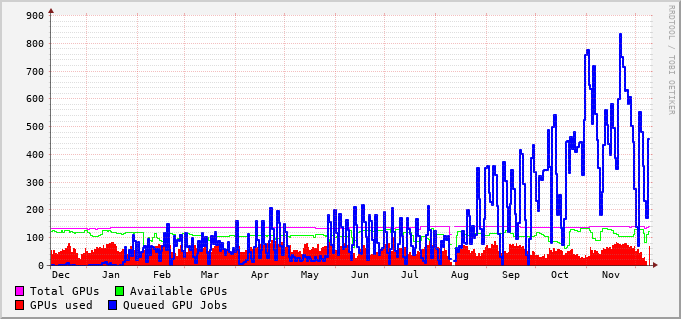 900
800
700
600
500
400
300
200
100
0
Dec Jan Feb Mar Apr May Jun Jul Aug Sep Oct Nov
Total GPUs Available GPUs
GPUs used Queued GPU Jobs
RRDTOOL / TOBI OETIKER